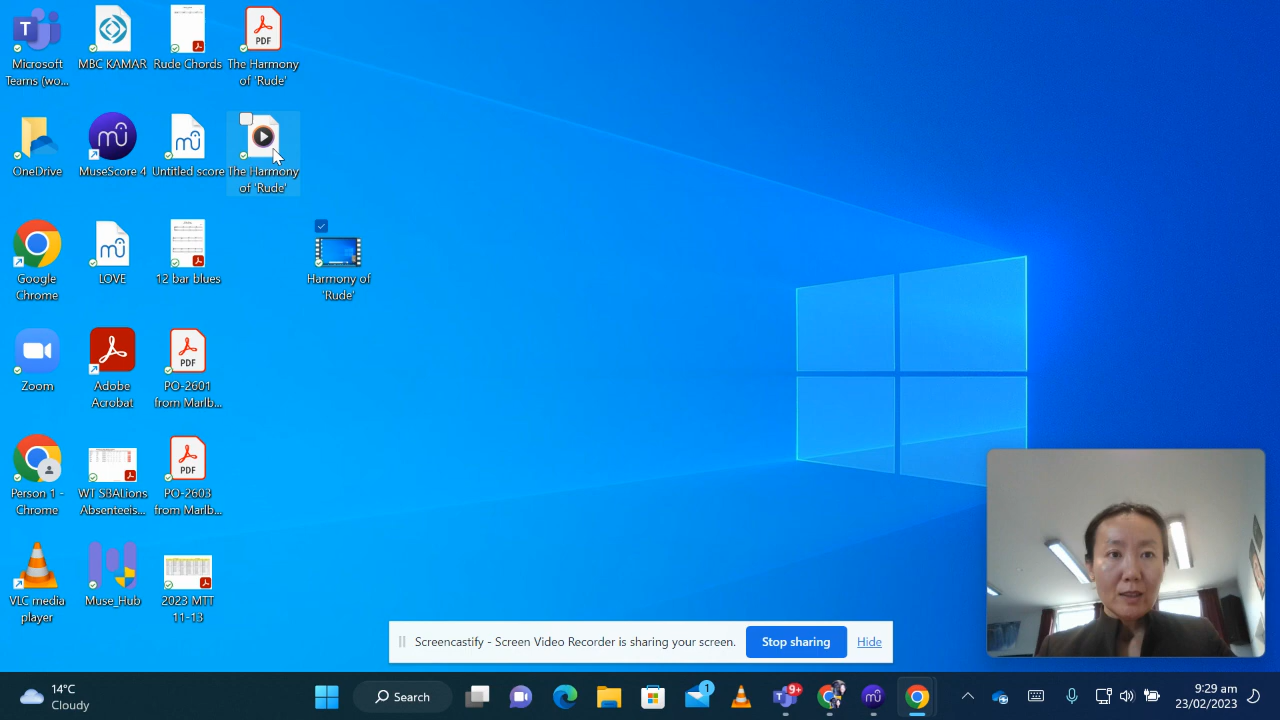 Microsoft
Teams (wo...
MBC KAMAR
Rude Chords
PDF
The Harmony
of 'Rude'
OneDrive
MuseScore 4
Untitled score
The Harmony
of 'Rude'
Google
Chrome
LOVE
12 bar blues
Harmony of
'Rude'
Zoom
Adobe
Acrobat
PDF
PO-2601
from Marlb...
Person 1 -
Chrome
WT SBALions
Absenteeis...
PDF
PO-2603
from Marlb...
VLC media
player
Muse_Hub
2023 MTT
11-13
Screencastify - Screen Video Recorder is sharing your screen.
Stop sharing
Hide
14°C
Cloudy
Search
1
9+
9:29 am
23/02/2023